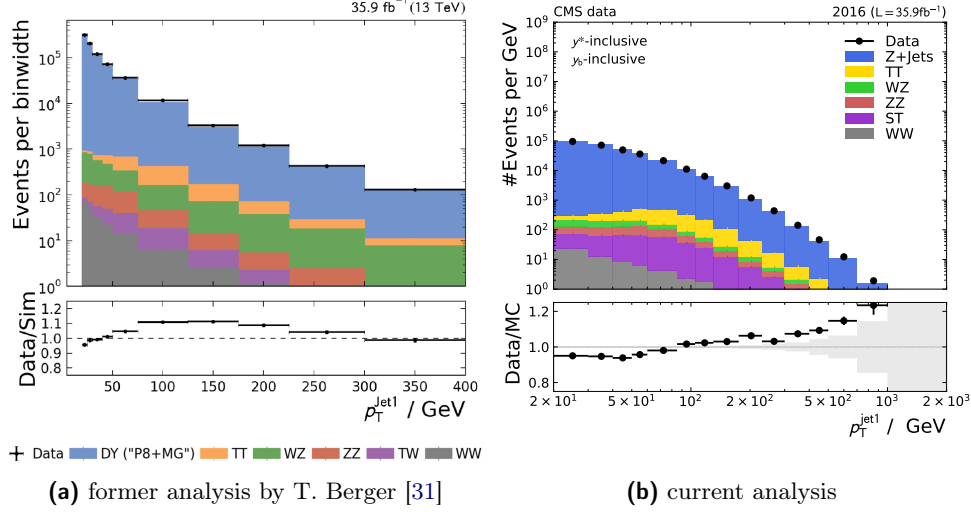 35.9 fb⁻¹ (13 TeV)
Events per binwidth
10⁵
10⁴
10³
10²
10¹
10⁰
Data/Sim
1.1
1.0
0.9
0.8
50 100 150 200 250 300 350 400
p_T^Jet1 / GeV
Data DY ("P8+MG") TT WZ ZZ TW WW
(a) former analysis by T. Berger [31]
CMS data 2016 (L=35.9fb⁻¹)
y*-inclusive
y_b-inclusive
Data
Z+Jets
TT
WZ
ZZ
ST
WW
#Events per GeV
10⁹
10⁸
10⁷
10⁶
10⁵
10⁴
10³
10²
10¹
10⁰
Data/MC
1.2
1.0
0.8
2 × 10¹ 5 × 10¹ 10² 2 × 10² 5 × 10² 10³ 2 × 10³
p_T^jet1 / GeV
(b) current analysis